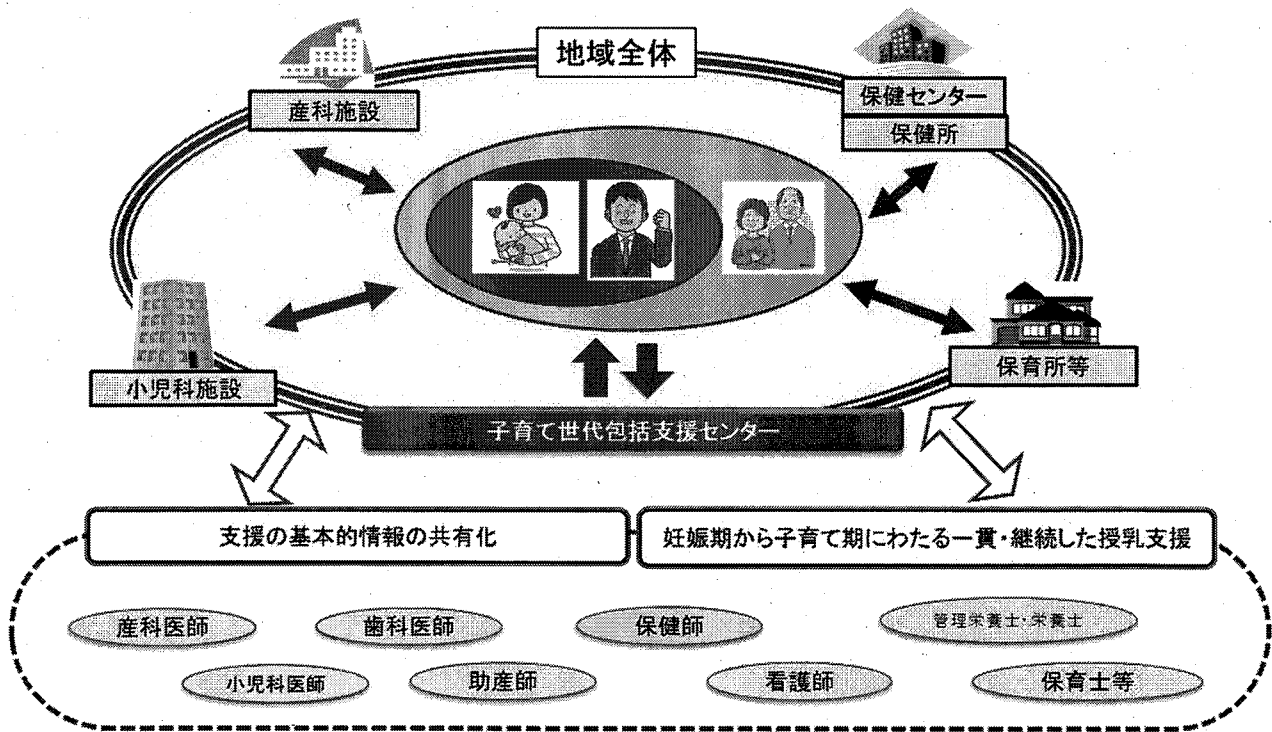 地域全体
産科施設
保健センター
保健所
小児科施設
保育所等
子育て世代包括支援センター
支援の基本的情報の共有化
妊娠期から子育て期にわたる一貫・継続した授乳支援
産科医師
歯科医師
保健師
管理栄養士・栄養士
小児科医師
助産師
看護師
保育士等